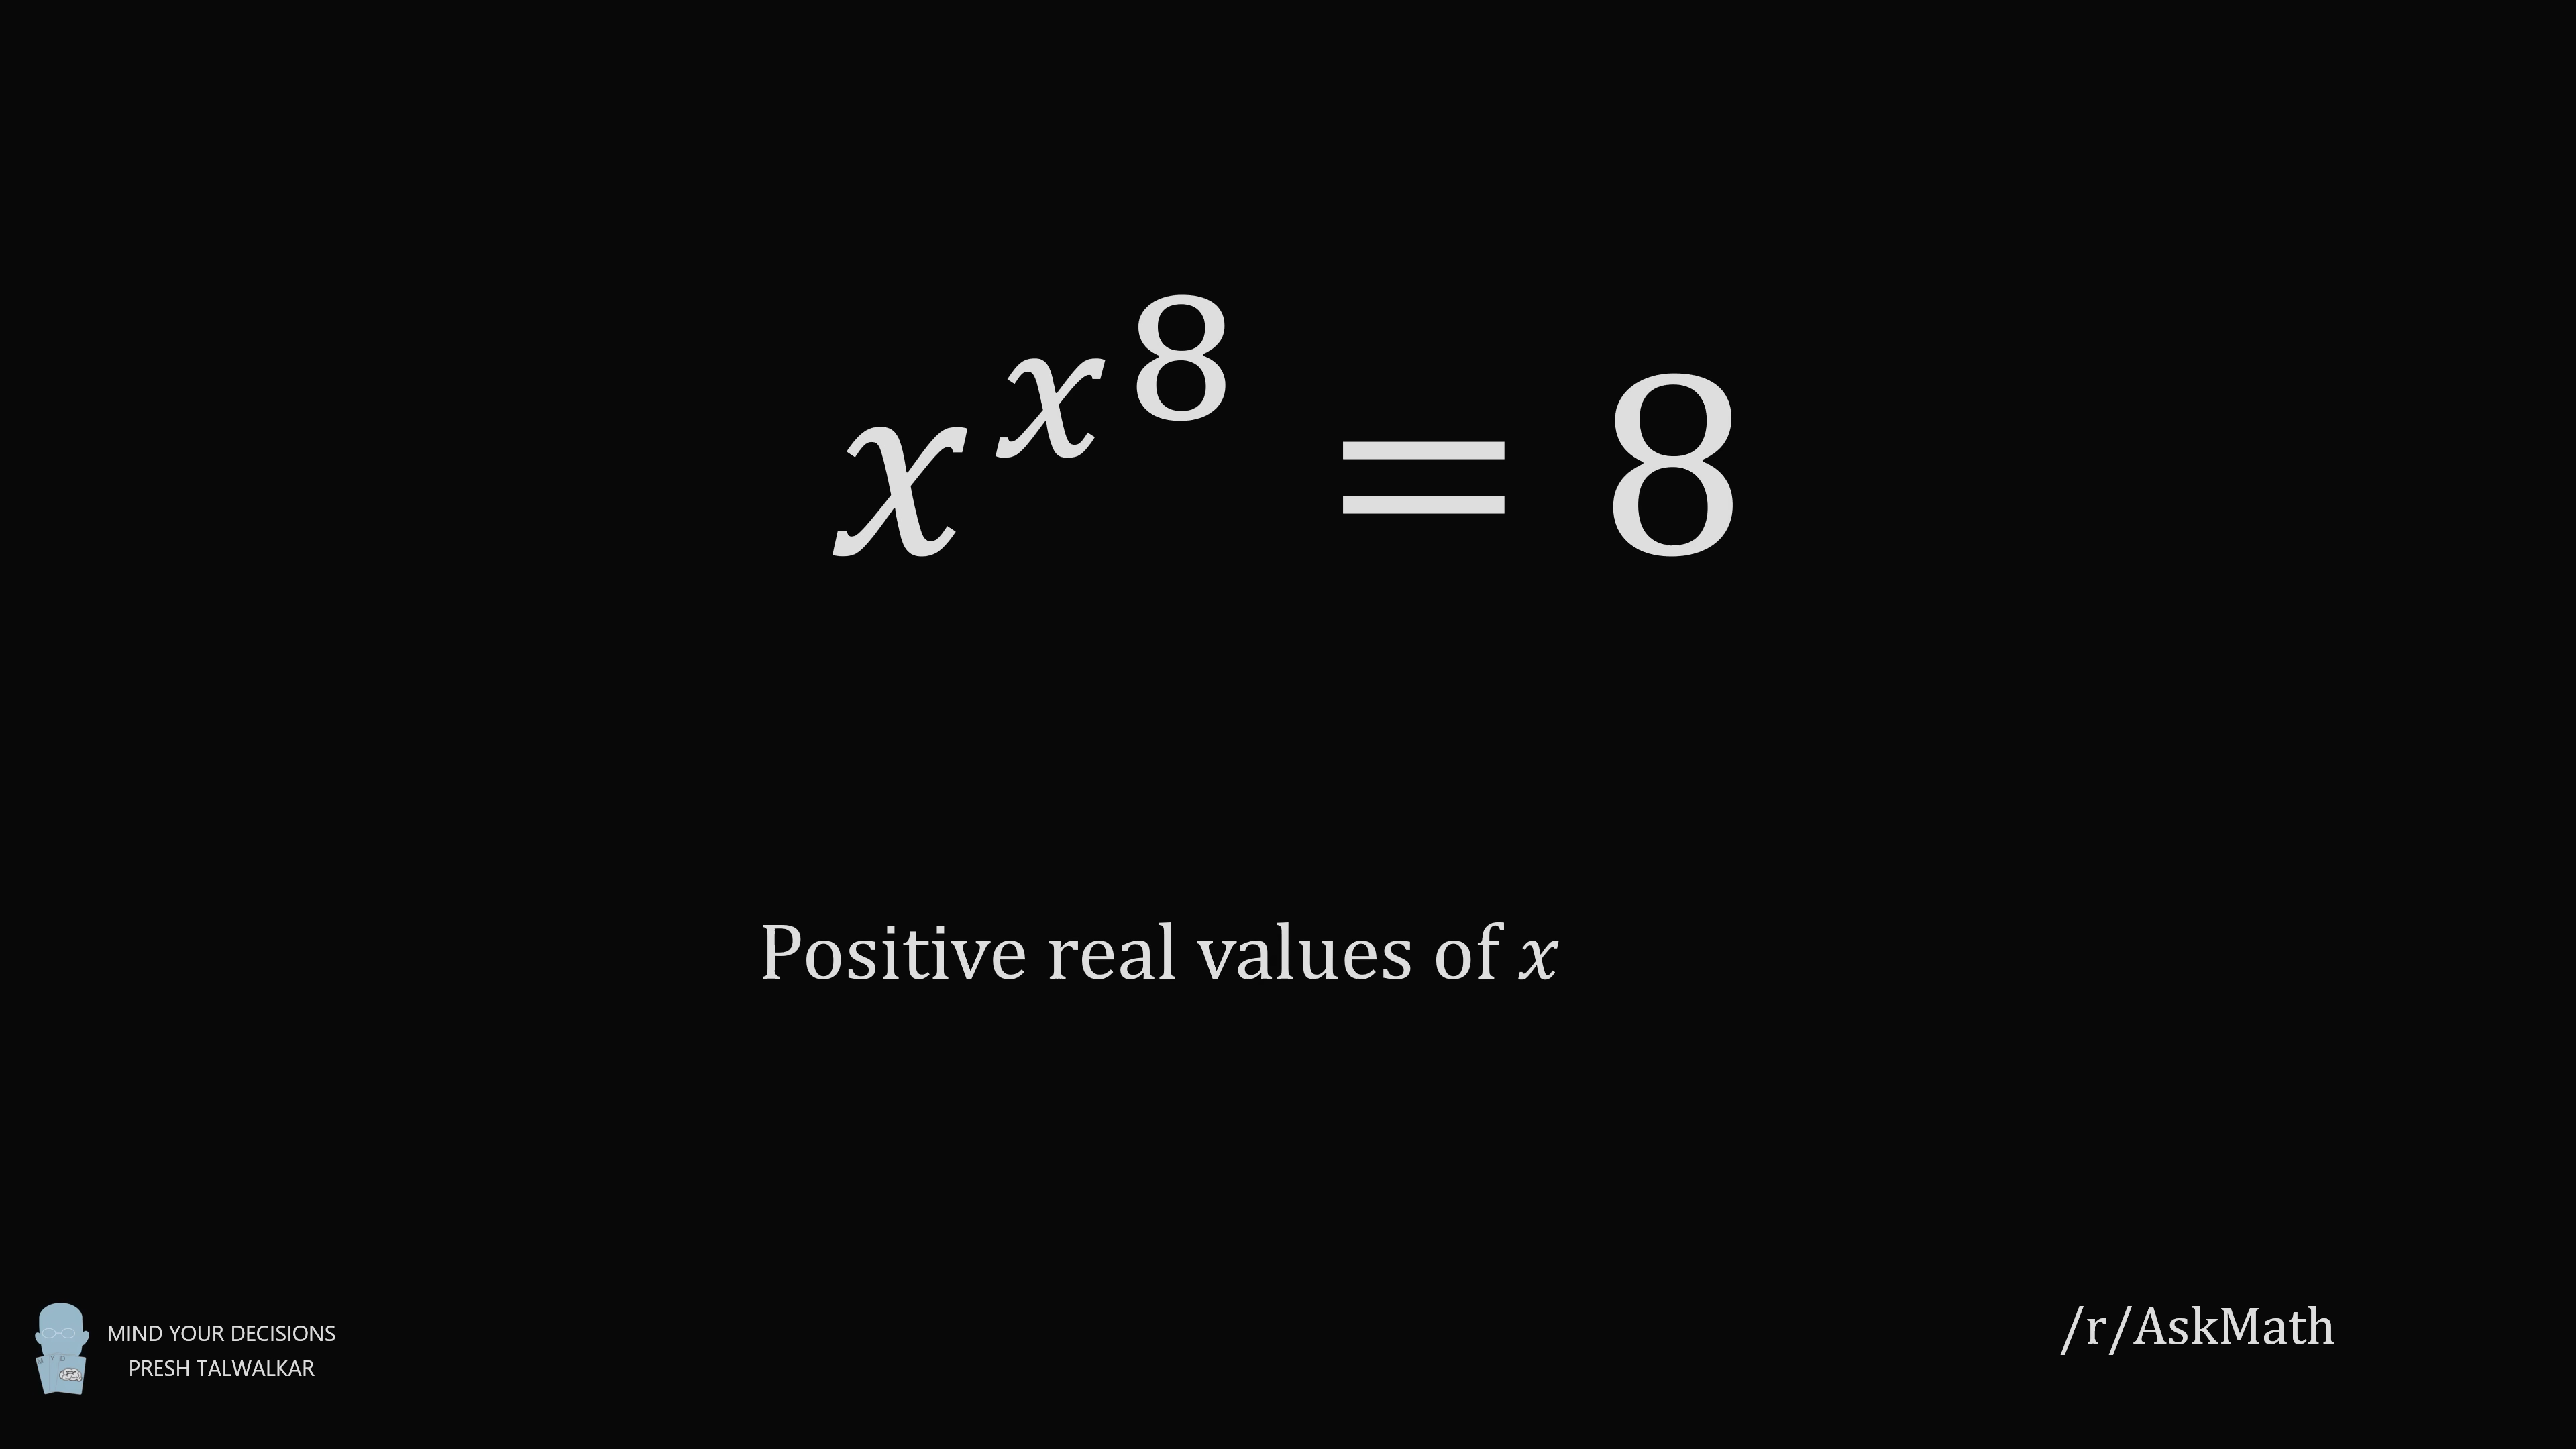 x^{x^8} = 8
Positive real values of x
MIND YOUR DECISIONS
PRESH TALWALKAR
/r/AskMath